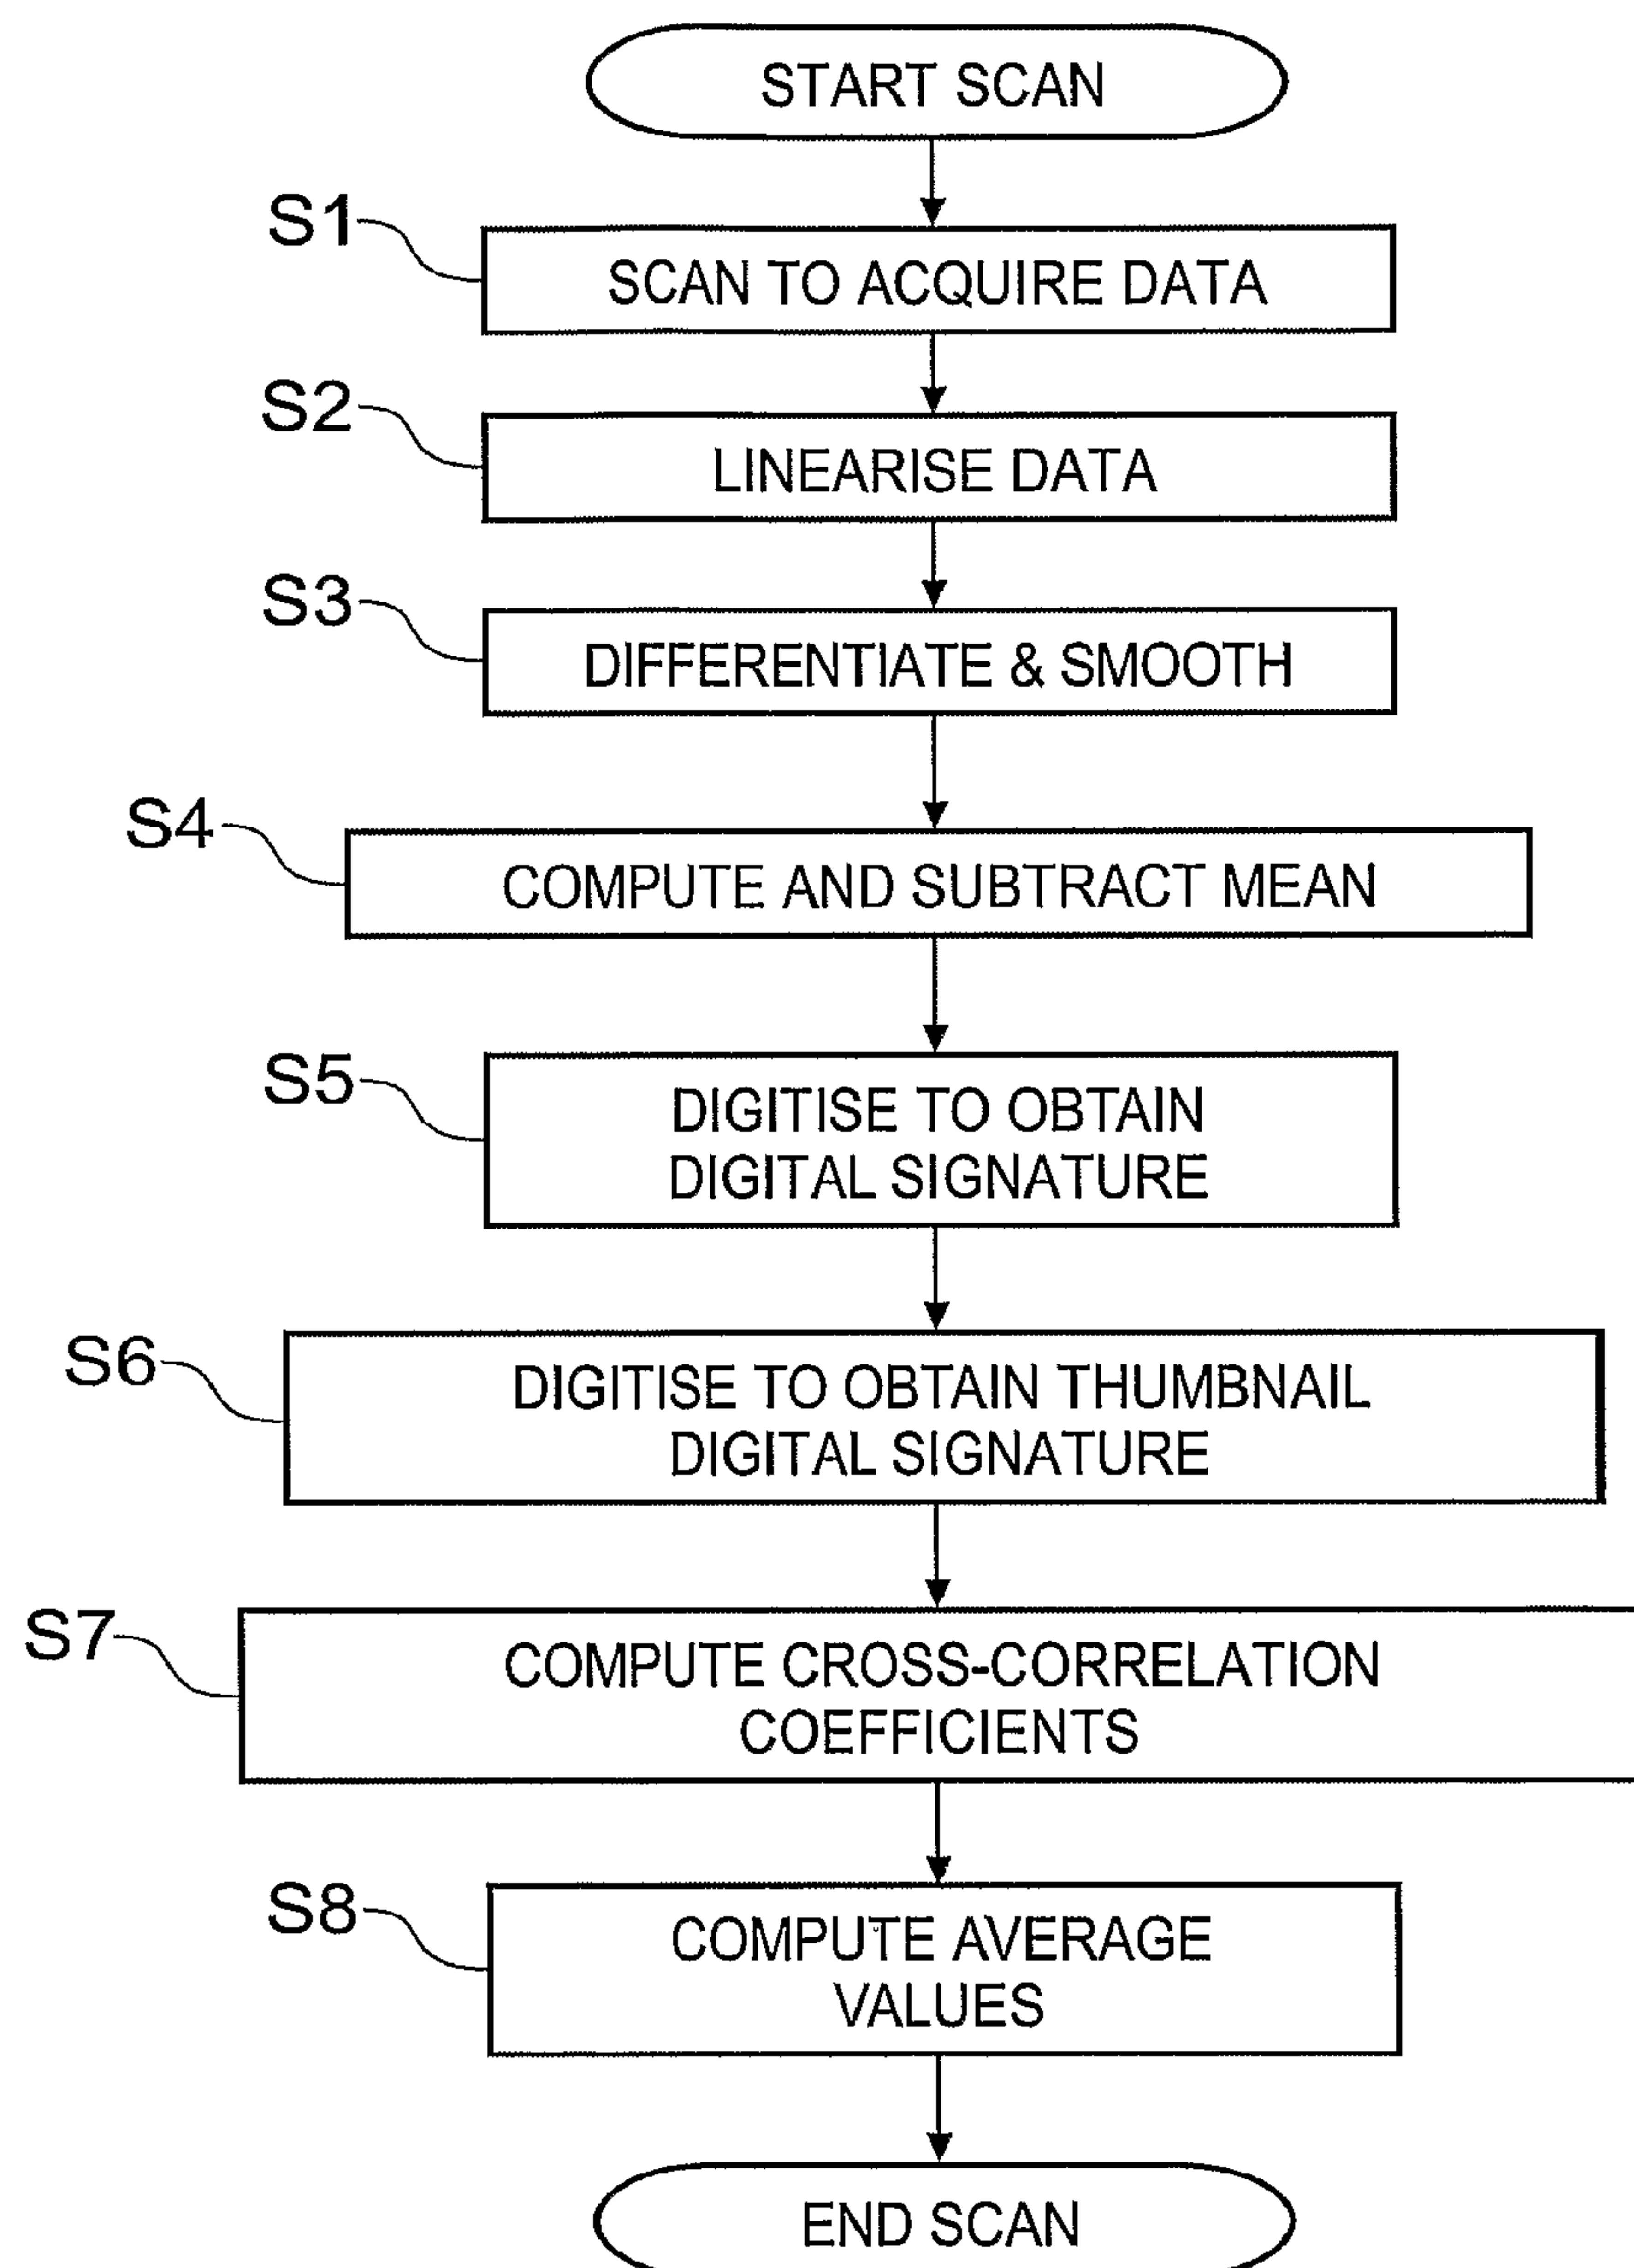 START SCAN
S1
SCAN TO ACQUIRE DATA
S2
LINEARISE DATA
S3
DIFFERENTIATE & SMOOTH
S4
COMPUTE AND SUBTRACT MEAN
S5
DIGITISE TO OBTAIN
DIGITAL SIGNATURE
S6
DIGITISE TO OBTAIN THUMBNAIL
DIGITAL SIGNATURE
S7
COMPUTE CROSS-CORRELATION
COEFFICIENTS
S8
COMPUTE AVERAGE
VALUES
END SCAN